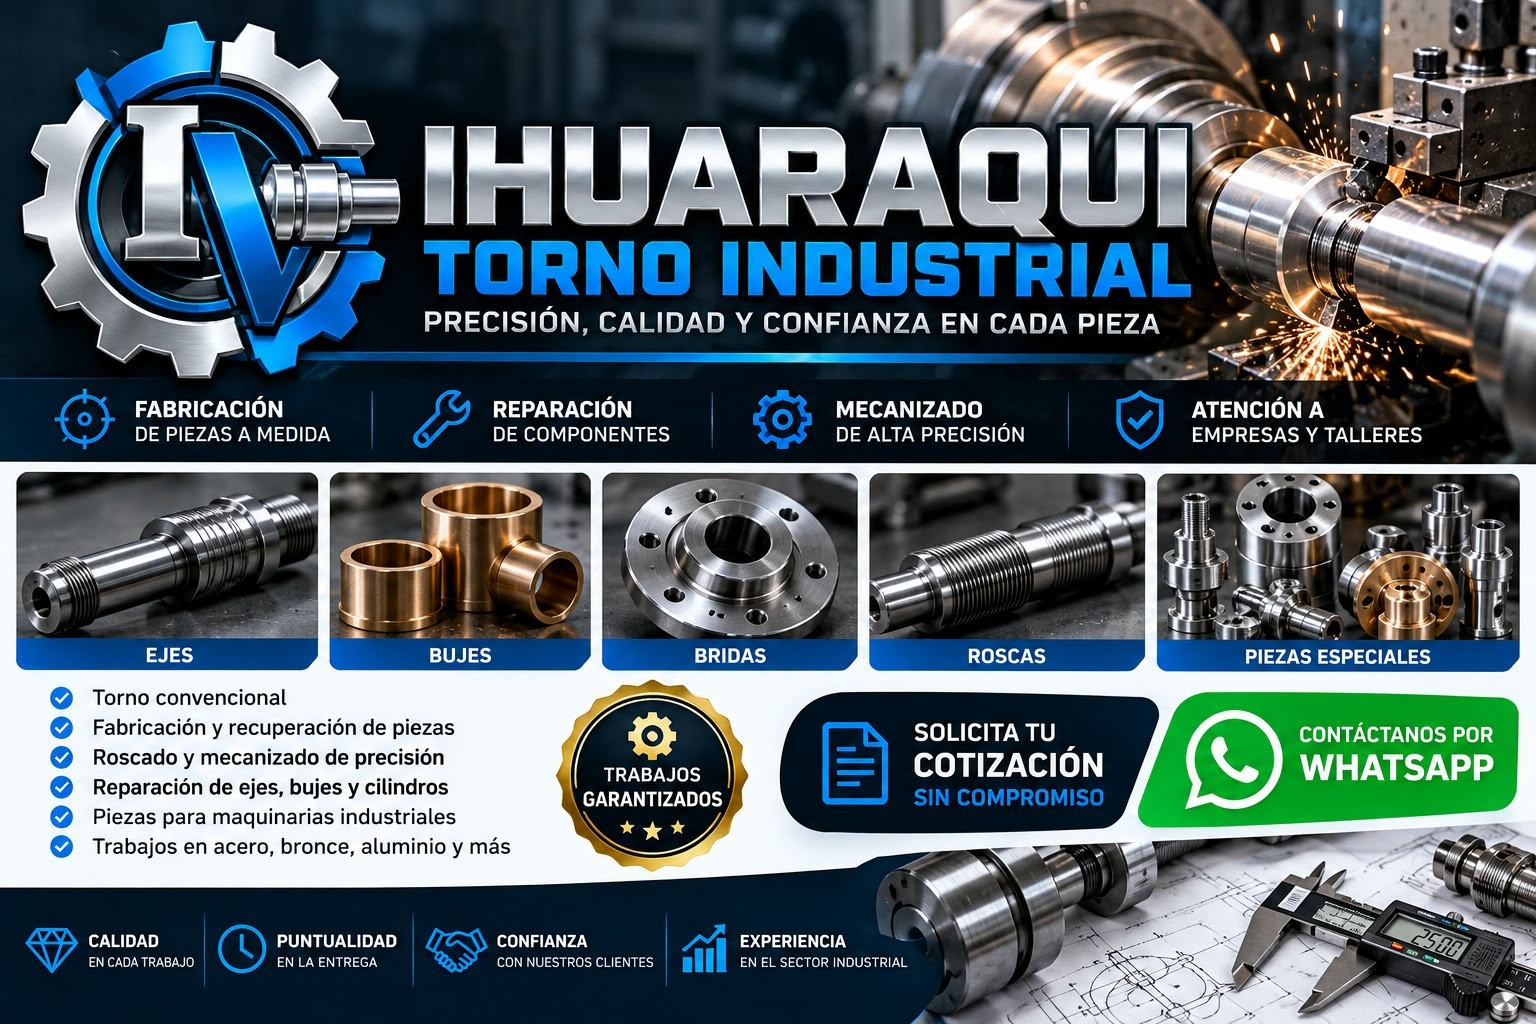 IV
IHUARAQUI
TORNO INDUSTRIAL
PRECISIÓN, CALIDAD Y CONFIANZA EN CADA PIEZA
FABRICACIÓN
DE PIEZAS A MEDIDA
REPARACIÓN
DE COMPONENTES
MECANIZADO
DE ALTA PRECISIÓN
ATENCIÓN A
EMPRESAS Y TALLERES
EJES
BUJES
BRIDAS
ROSCAS
PIEZAS ESPECIALES
Torno convencional
Fabricación y recuperación de piezas
Roscado y mecanizado de precisión
Reparación de ejes, bujes y cilindros
Piezas para maquinarias industriales
Trabajos en acero, bronce, aluminio y más
TRABAJOS
GARANTIZADOS
SOLICITA TU
COTIZACIÓN
SIN COMPROMISO
CONTÁCTANOS POR
WHATSAPP
CALIDAD
EN CADA TRABAJO
PUNTUALIDAD
EN LA ENTREGA
CONFIANZA
CON NUESTROS CLIENTES
EXPERIENCIA
EN EL SECTOR INDUSTRIAL